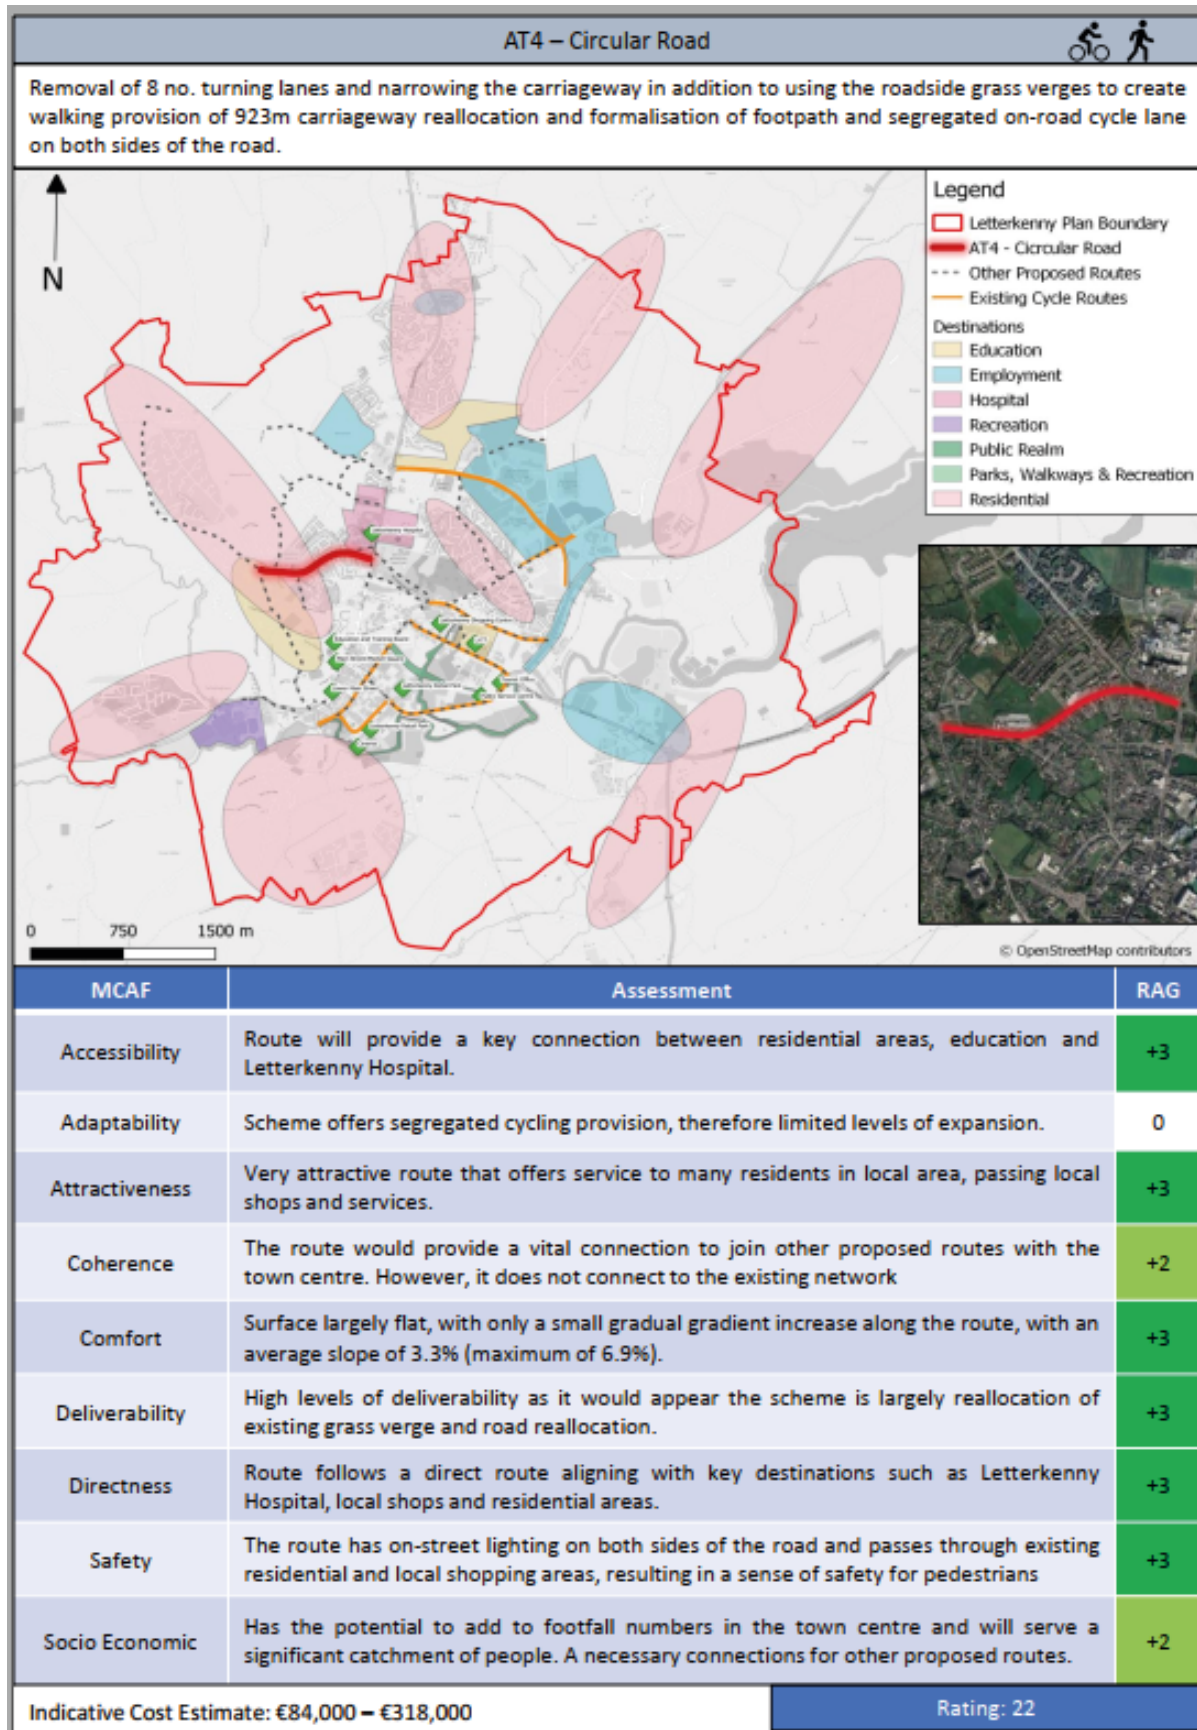 AT4 – Circular Road
Removal of 8 no. turning lanes and narrowing the carriageway in addition to using the roadside grass verges to create
walking provision of 923m carriageway reallocation and formalisation of footpath and segregated on-road cycle lane
on both sides of the road.
N
Legend
Letterkenny Plan Boundary
AT4 - Cicrcular Road
Other Proposed Routes
Existing Cycle Routes
Destinations
Education
Employment
Hospital
Recreation
Public Realm
Parks, Walkways & Recreation
Residential
Letterkenny Hospital
Letterkenny Shopping Centre
0 750 1500 m
© OpenStreetMap contributors
MCAF Assessment RAG
Accessibility
Route will provide a key connection between residential areas, education and
Letterkenny Hospital.
+3
Adaptability
Scheme offers segregated cycling provision, therefore limited levels of expansion.
0
Attractiveness
Very attractive route that offers service to many residents in local area, passing local
shops and services.
+3
Coherence
The route would provide a vital connection to join other proposed routes with the
town centre. However, it does not connect to the existing network
+2
Comfort
Surface largely flat, with only a small gradual gradient increase along the route, with an
average slope of 3.3% (maximum of 6.9%).
+3
Deliverability
High levels of deliverability as it would appear the scheme is largely reallocation of
existing grass verge and road reallocation.
+3
Directness
Route follows a direct route aligning with key destinations such as Letterkenny
Hospital, local shops and residential areas.
+3
Safety
The route has on-street lighting on both sides of the road and passes through existing
residential and local shopping areas, resulting in a sense of safety for pedestrians
+3
Socio Economic
Has the potential to add to footfall numbers in the town centre and will serve a
significant catchment of people. A necessary connections for other proposed routes.
+2
Indicative Cost Estimate: €84,000 – €318,000
Rating: 22